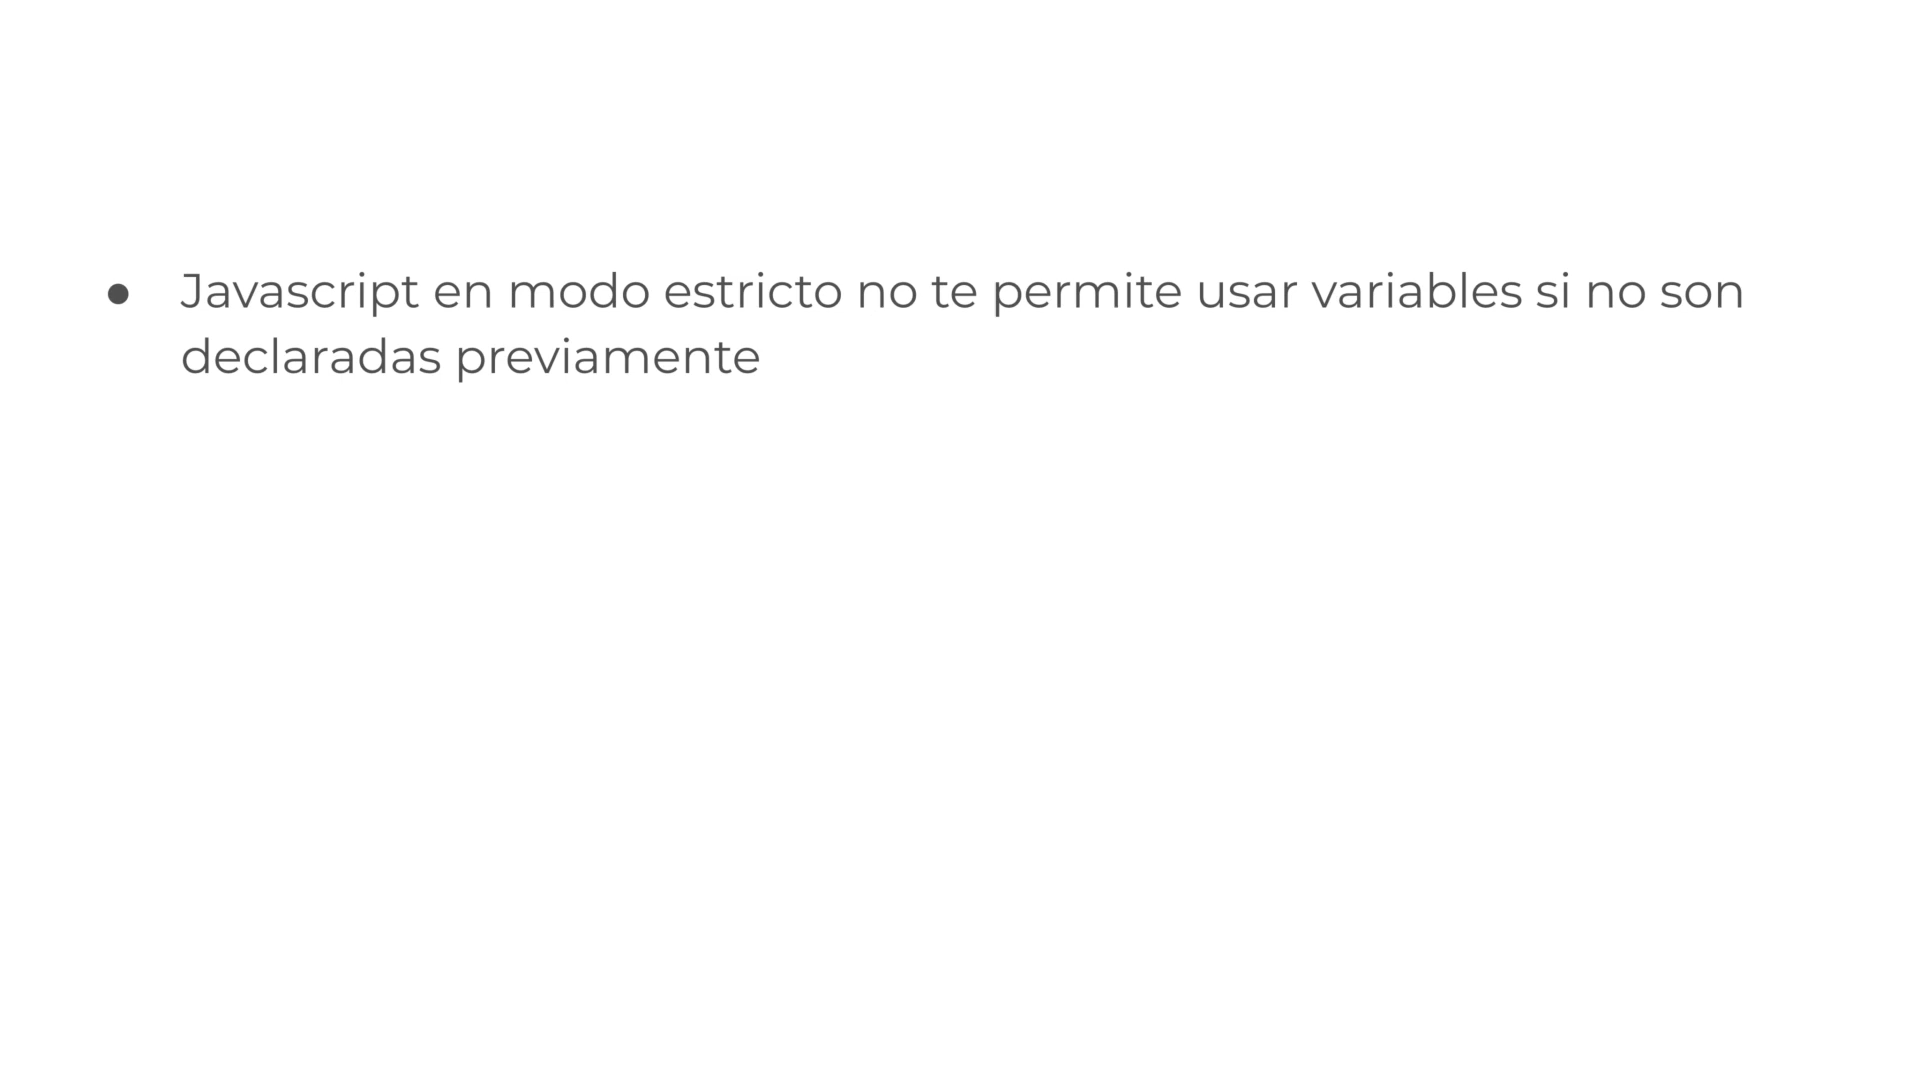 ● Javascript en modo estricto no te permite usar variables si no son
declaradas previamente